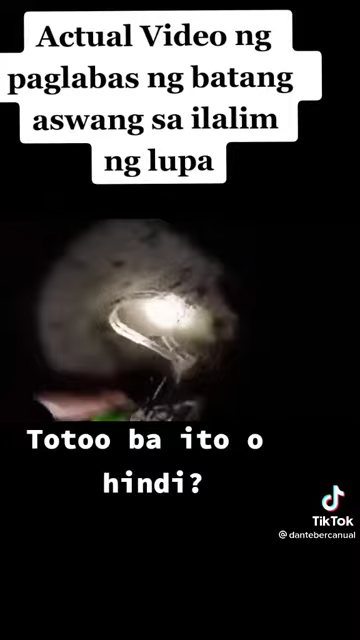 Actual Video ng
paglabas ng batang
aswang sa ilalim
ng lupa
Totoo ba ito o
hindi?
TikTok
@dantebercanual